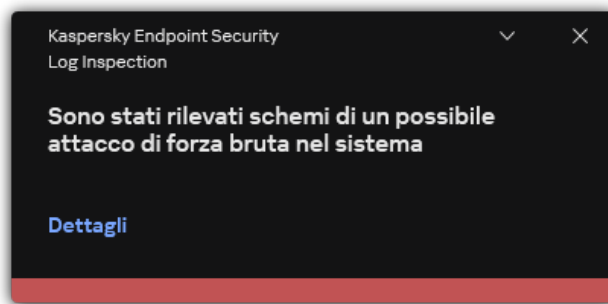 Kaspersky Endpoint Security
Log Inspection
Sono stati rilevati schemi di un possibile
attacco di forza bruta nel sistema
Dettagli